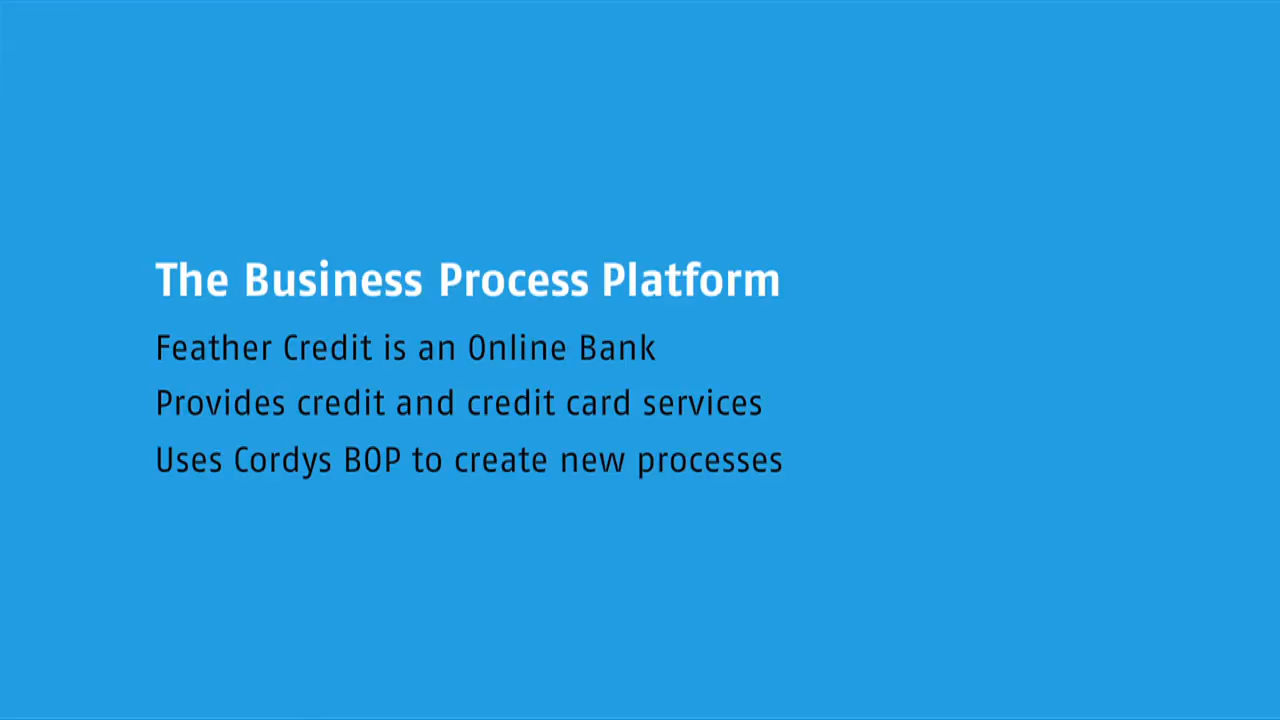 The Business Process Platform
Feather Credit is an Online Bank
Provides credit and credit card services
Uses Cordys BOP to create new processes